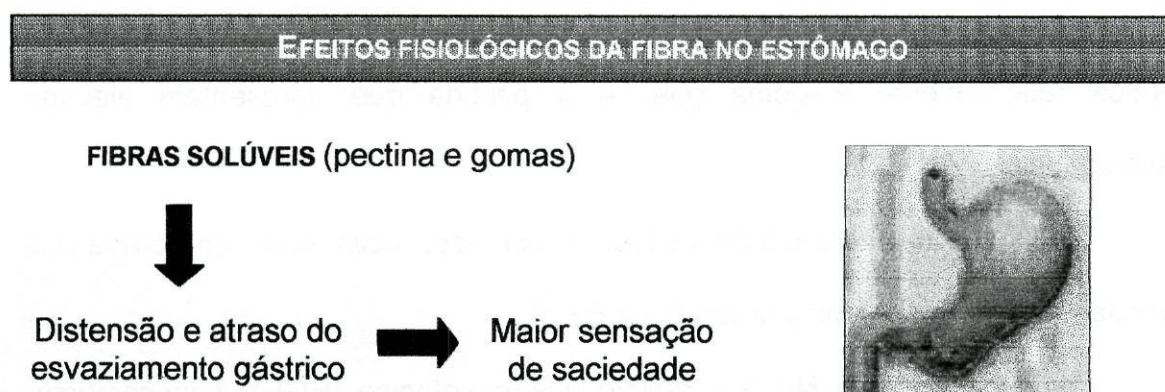 EFEITOS FISIOLÓGICOS DA FIBRA NO ESTÔMAGO
FIBRAS SOLÚVEIS (pectina e gomas)
Distensão e atraso do
esvaziamento gástrico
Maior sensação
de saciedade